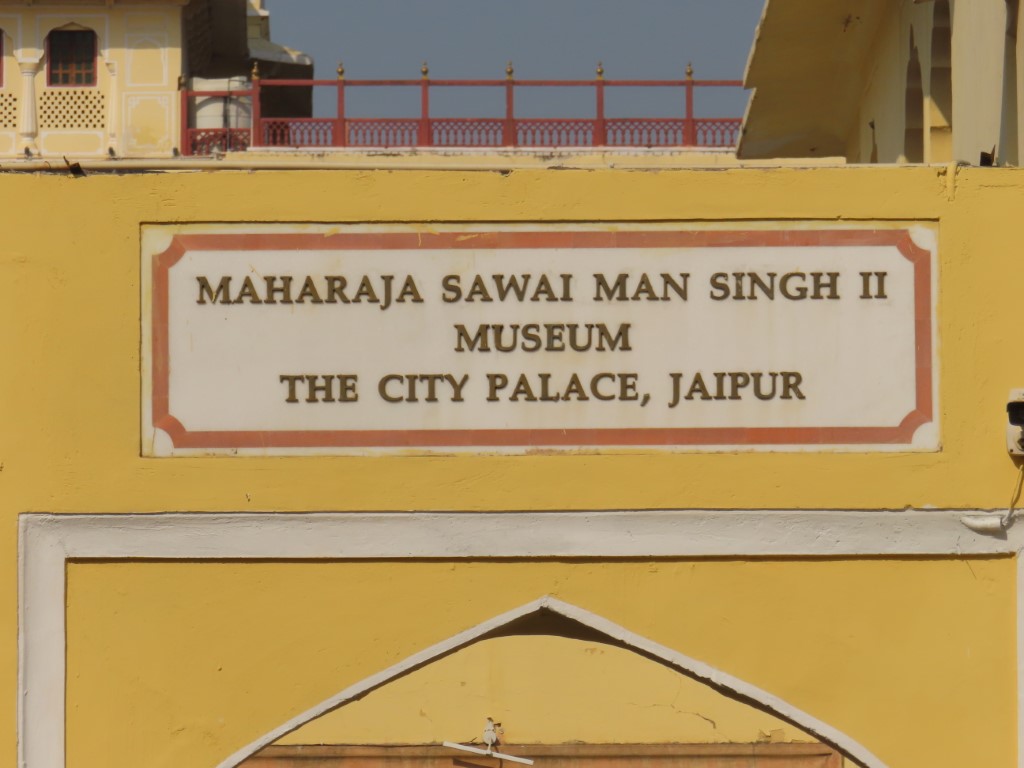 MAHARAJA SAWAI MAN SINGH II
MUSEUM
THE CITY PALACE, JAIPUR